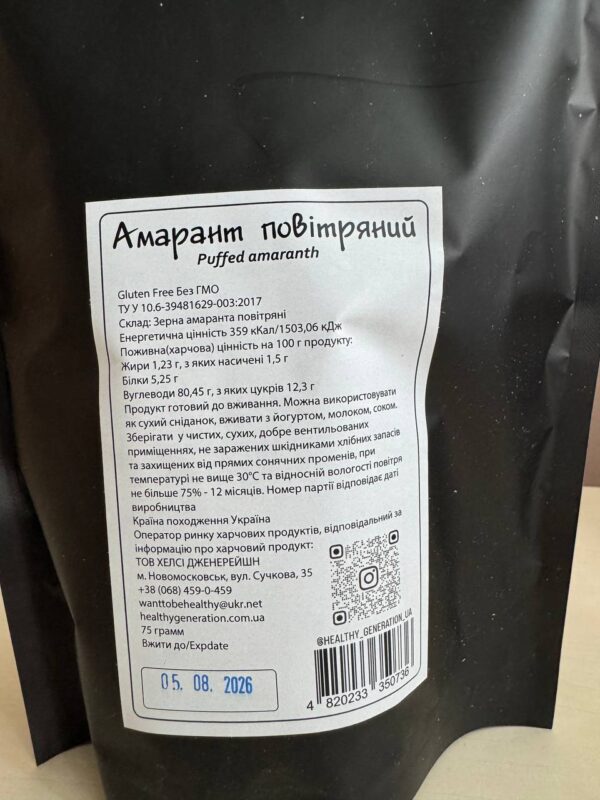 Амарант повітряний
Puffed amaranth
Gluten Free Без ГМО
ТУ У 10.6-39481629-003:2017
Склад: Зерна амаранта повітряні
Енергетична цінність 359 кКал/1503,06 кДж
Поживна(харчова) цінність на 100 г продукту:
Жири 1,23 г, з яких насичені 1,5 г
Білки 5,25 г
Вуглеводи 80,45 г, з яких цукрів 12,3 г
Продукт готовий до вживання. Можна використовувати
як сухий сніданок, вживати з йогуртом, молоком, соком.
Зберігати у чистих, сухих, добре вентильованих
приміщеннях, не заражених шкідниками хлібних запасів
та захищених від прямих сонячних променів, при
температурі не вище 30°С та відносній вологості повітря
не більше 75% - 12 місяців. Номер партії відповідає даті
виробництва
Країна походження Україна
Оператор ринку харчових продуктів, відповідальний за
інформацію про харчовий продукт:
ТОВ ХЕЛСІ ДЖЕНЕРЕЙШН
м. Новомосковськ, вул. Сучкова, 35
+38 (068) 459-0-459
wanttobehealthy@ukr.net
healthygeneration.com.ua
75 грамм
Вжити до/Expdate
05. 08. 2026
@HEALTHY_GENERATION_UA
4 820233 350736